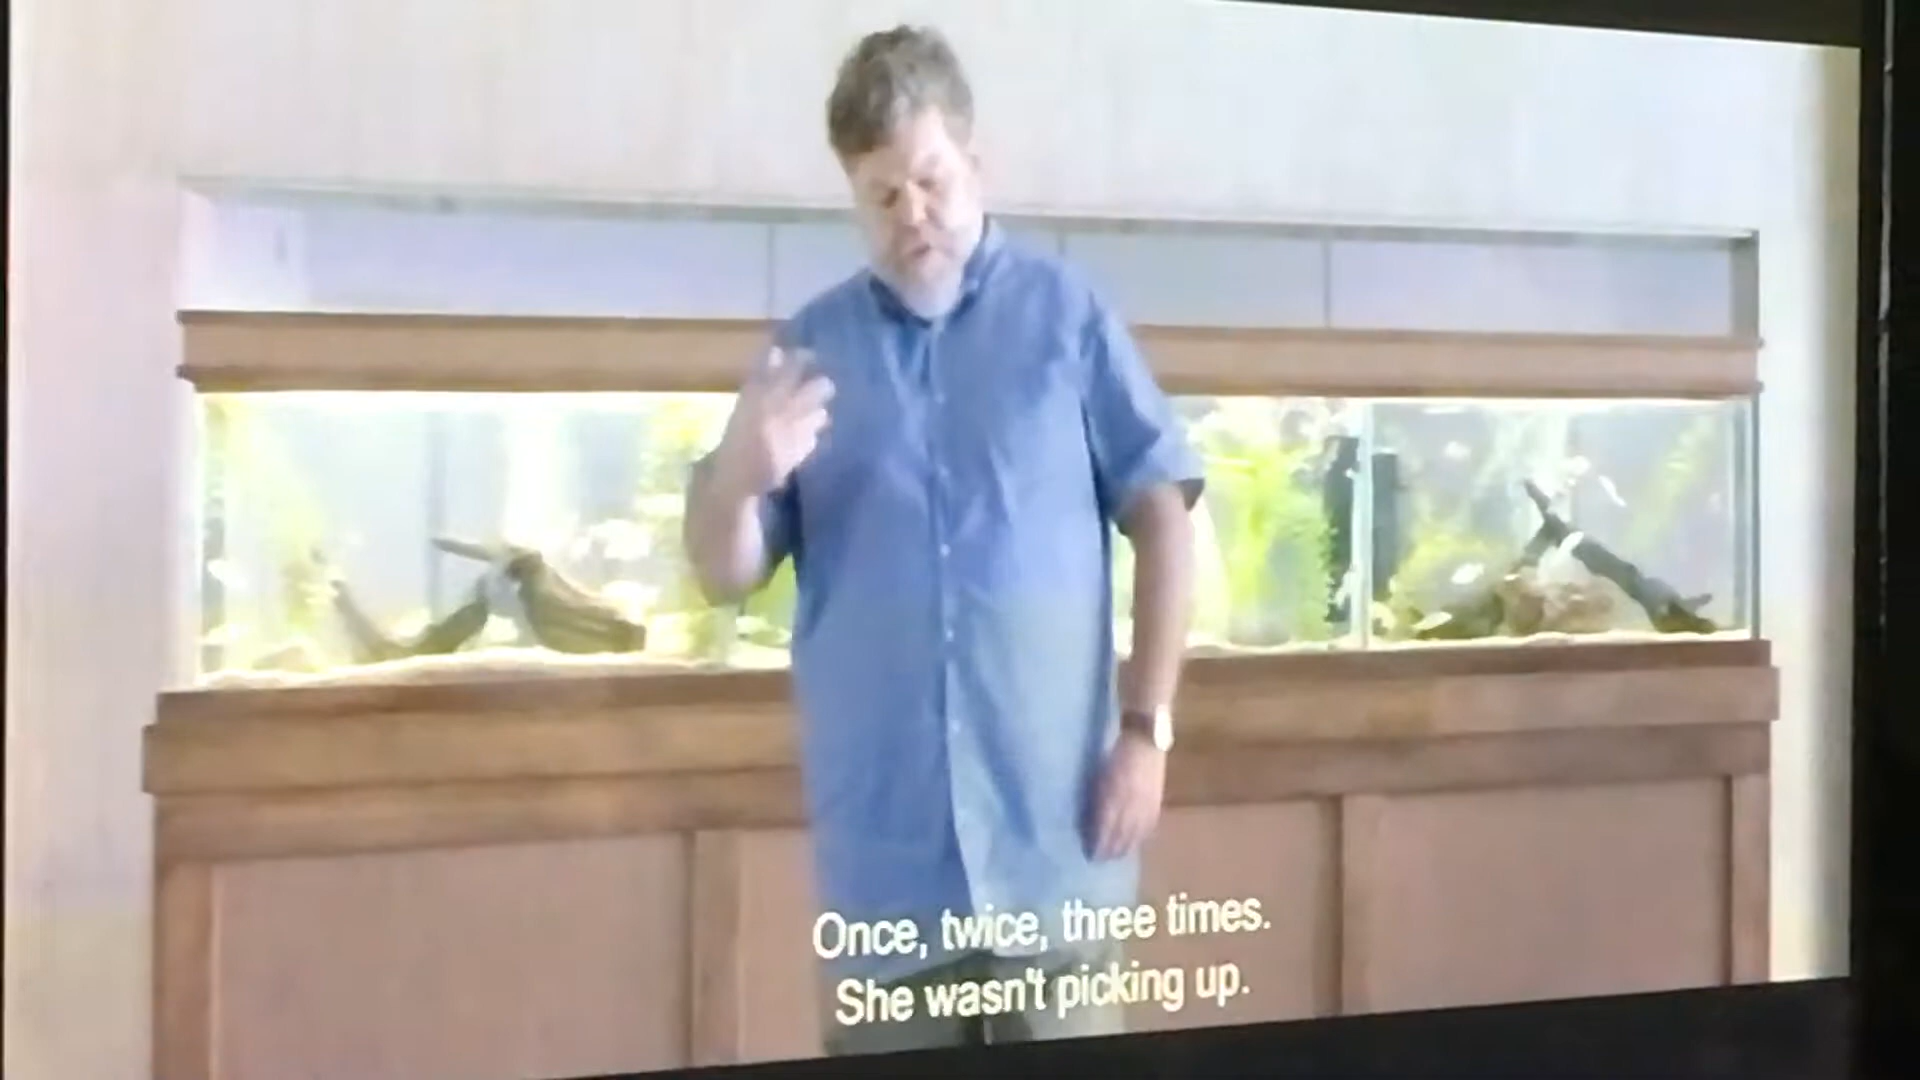 Once, twice, three times.
She wasn't picking up.